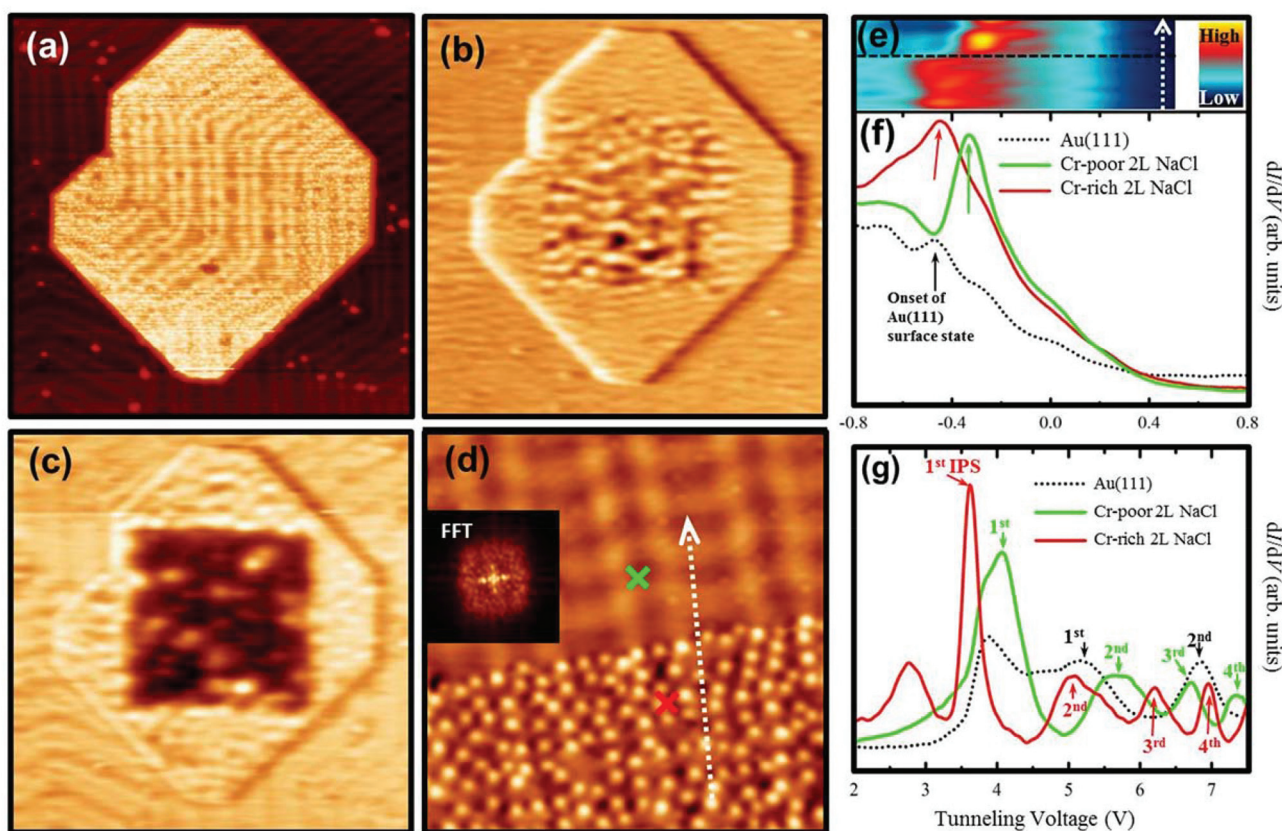 (a)
(b)
(c)
(d)
FFT
(e)
High
Low
(f)
Au(111)
Cr-poor 2L NaCl
Cr-rich 2L NaCl
Onset of
Au(111)
surface state
dI/dV (arb. units)
-0.8 -0.4 0.0 0.4 0.8
(g)
1st IPS
Au(111)
Cr-poor 2L NaCl
Cr-rich 2L NaCl
1st
1st
2nd
2nd
2nd
3rd
3rd
4th
4th
dI/dV (arb. units)
2 3 4 5 6 7
Tunneling Voltage (V)